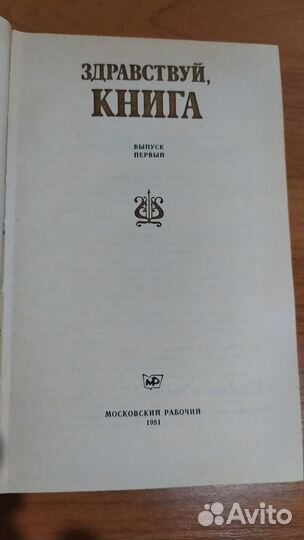 ЗДРАВСТВУЙ,
КНИГА
ВЫПУСК
ПЕРВЫЙ
МР
МОСКОВСКИЙ РАБОЧИЙ
1981
Avito